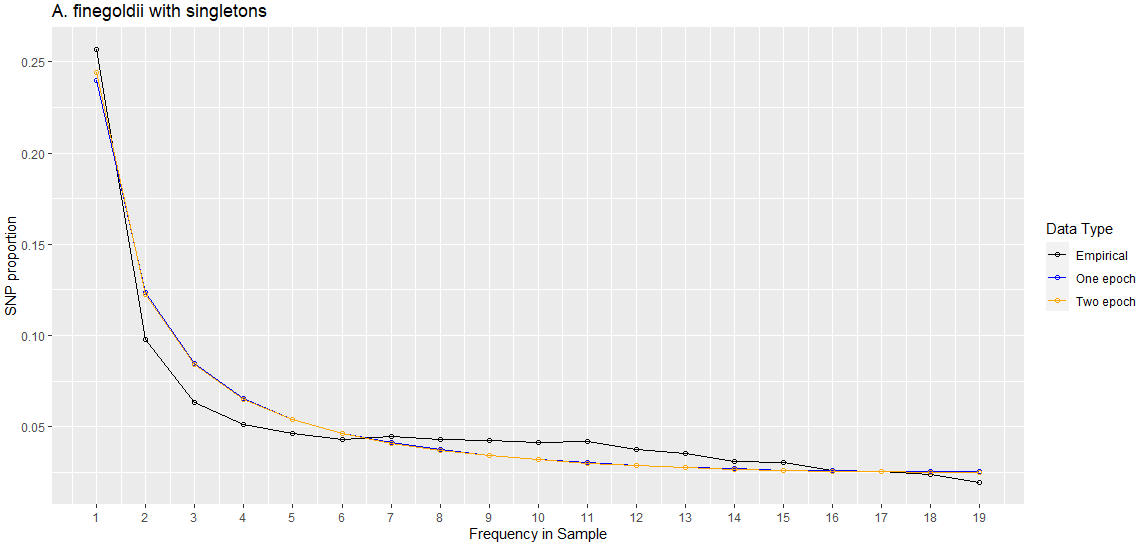 A. finegoldii with singletons
SNP proportion
0.25
0.20
0.15
0.10
0.05
1 2 3 4 5 6 7 8 9 10 11 12 13 14 15 16 17 18 19
Frequency in Sample
Data Type
Empirical
One epoch
Two epoch